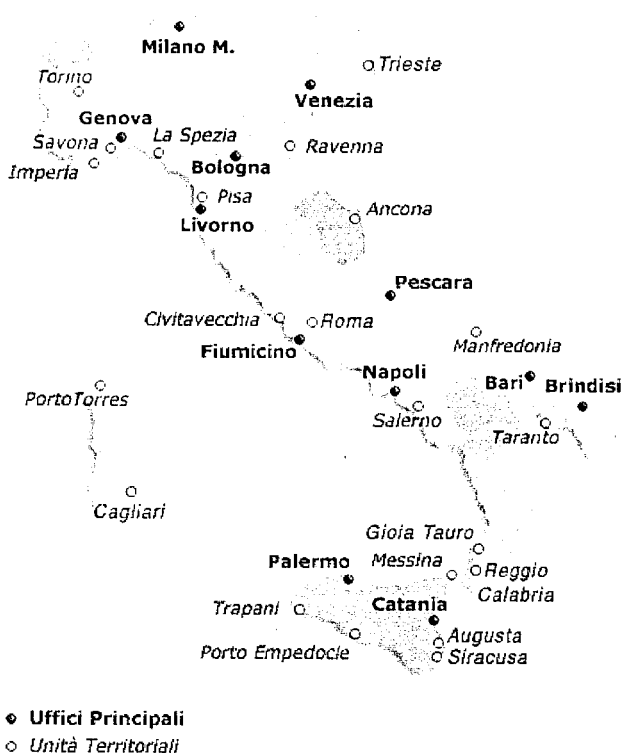 Milano M.
Trieste
Torino
Venezia
Genova
La Spezia
Savona
Ravenna
Imperia
Bologna
Pisa
Ancona
Livorno
Pescara
Civitavecchia
Roma
Fiumicino
Manfredonia
Napoli
Bari
Brindisi
Porto Torres
Salerno
Taranto
Cagliari
Gioia Tauro
Palermo
Messina
Reggio
Calabria
Trapani
Catania
Augusta
Porto Empedocle
Siracusa
Uffici Principali
Unità Territoriali